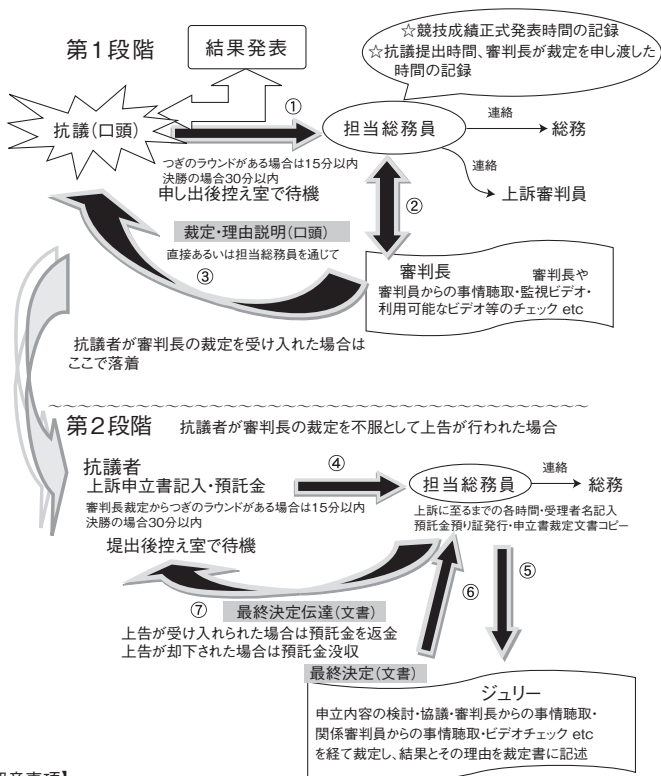 第1段階
結果発表
☆競技成績正式発表時間の記録
☆抗議提出時間、審判長が裁定を申し渡した
時間の記録
抗議(口頭)
①
担当総務員
連絡
総務
連絡
上訴審判員
つぎのラウンドがある場合は15分以内
決勝の場合30分以内
申し出後控え室で待機
②
裁定・理由説明(口頭)
直接あるいは担当総務員を通じて
③
審判長 審判長や
審判員からの事情聴取・監視ビデオ・
利用可能なビデオ等のチェック etc
抗議者が審判長の裁定を受け入れた場合は
ここで落着
第2段階 抗議者が審判長の裁定を不服として上告が行われた場合
抗議者
上訴申立書記入・預託金
④
担当総務員
連絡
総務
審判長裁定からつぎのラウンドがある場合は15分以内
決勝の場合30分以内
提出後控え室で待機
上訴に至るまでの各時間・受理者名記入
預託金預り証発行・申立書裁定文書コピー
⑤
⑥
⑦
最終決定伝達(文書)
上告が受け入れられた場合は預託金を返金
上告が却下された場合は預託金没収
最終決定(文書)
ジュリー
申立内容の検討・協議・審判長からの事情聴取・
関係審判員からの事情聴取・ビデオチェック etc
を経て裁定し、結果とその理由を裁定書に記述